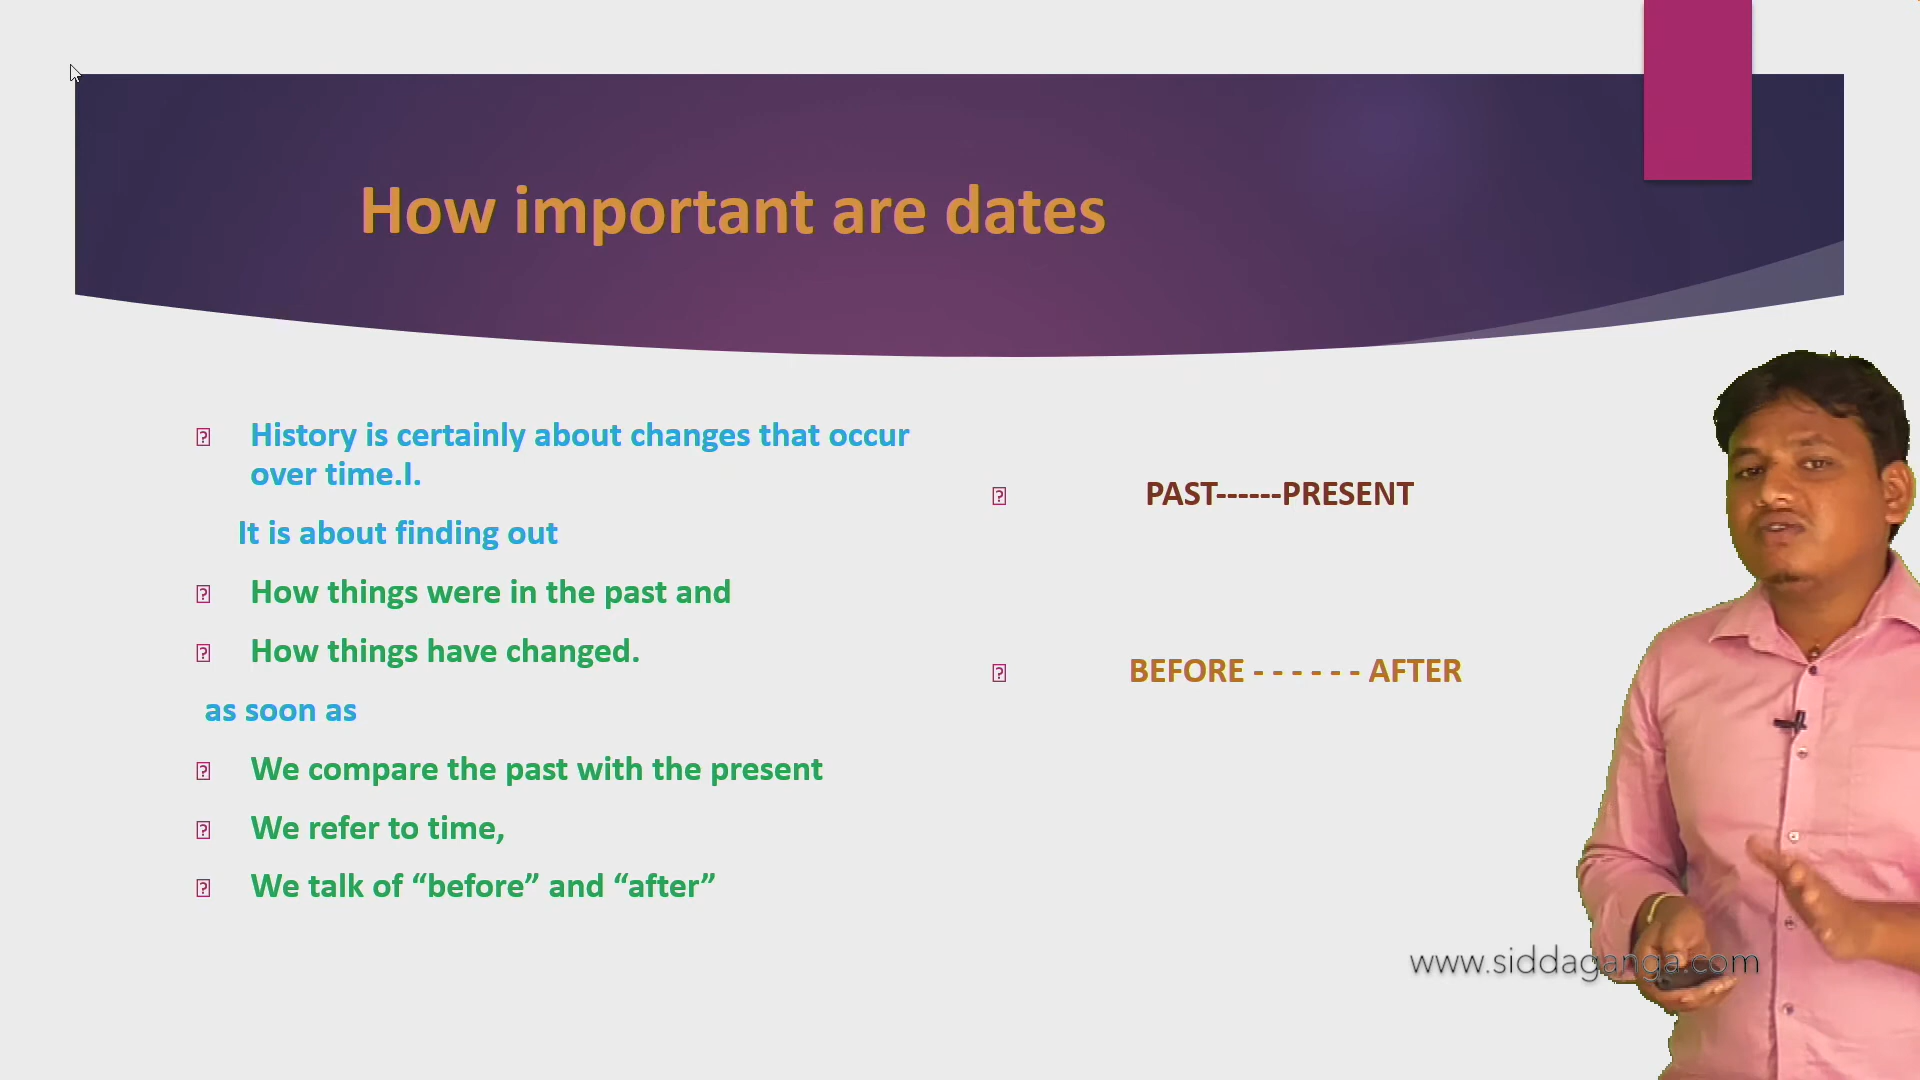 How important are dates
History is certainly about changes that occur
over time.I.
It is about finding out
How things were in the past and
How things have changed.
as soon as
We compare the past with the present
We refer to time,
We talk of “before” and “after”
PAST------PRESENT
BEFORE - - - - - - AFTER
www.siddaganga.com